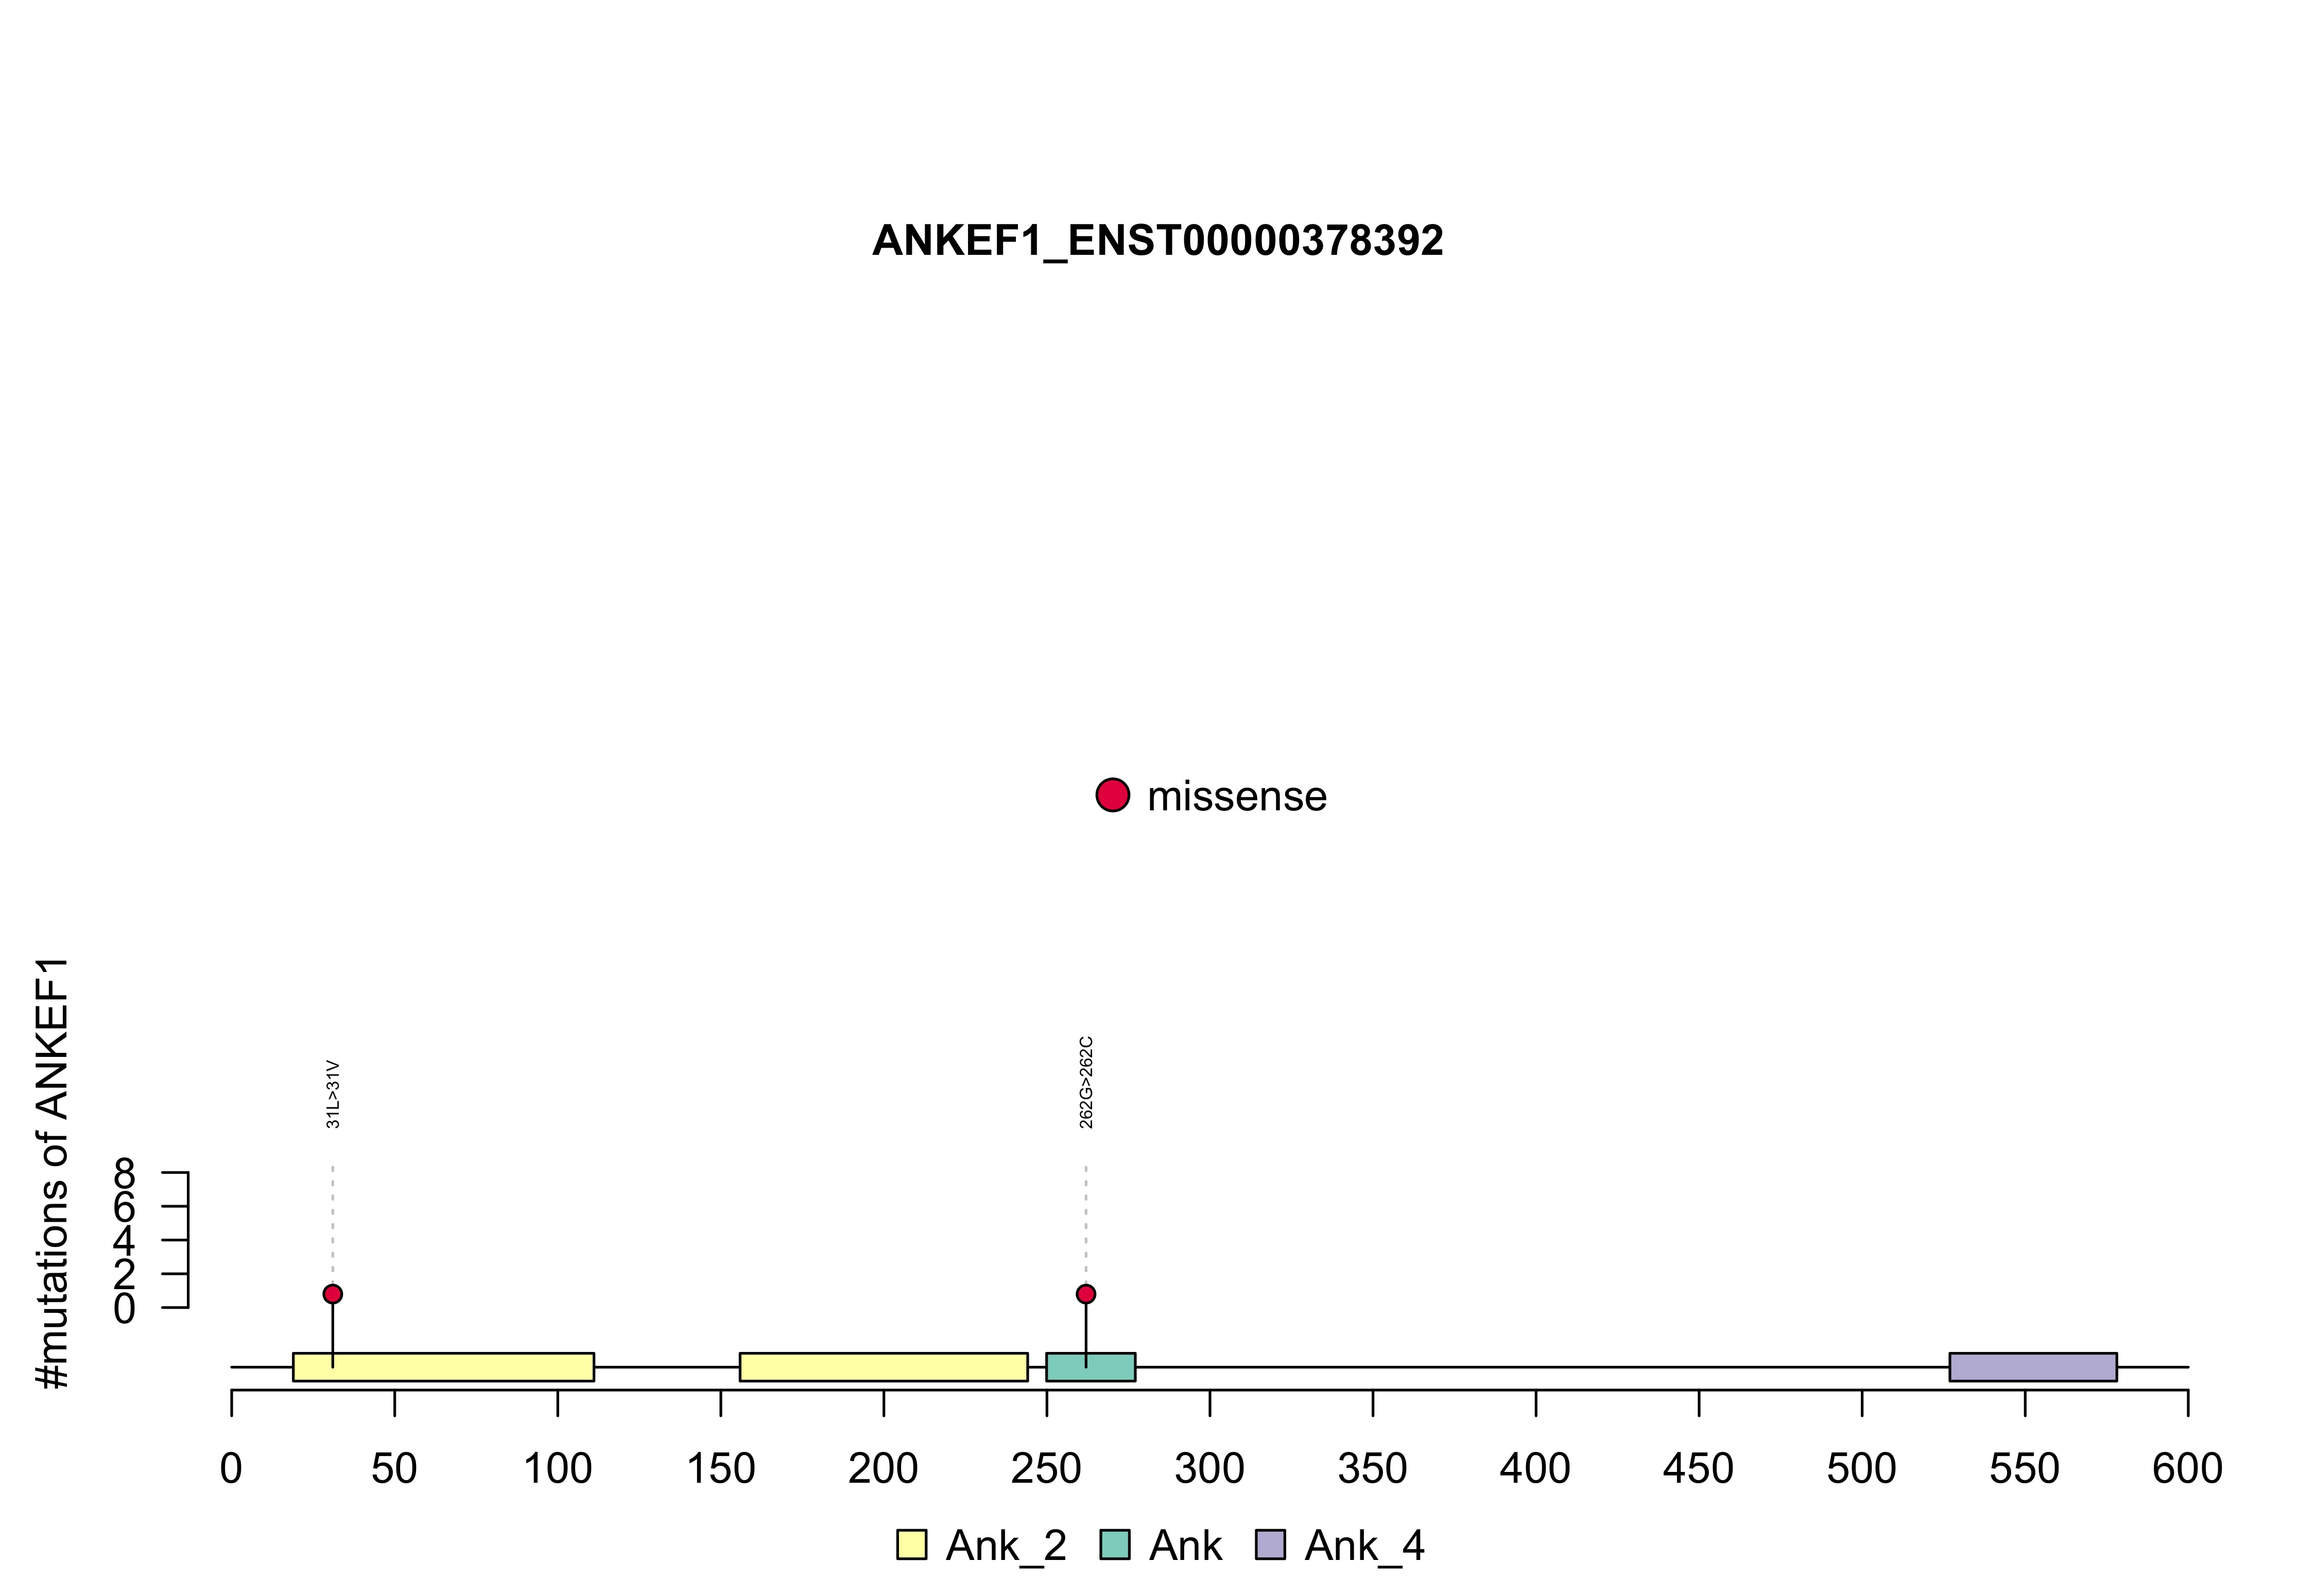 ANKEF1_ENST00000378392
missense
#mutations of ANKEF1
31L>31V
262G>262C
8
6
4
2
0
0 50 100 150 200 250 300 350 400 450 500 550 600
Ank_2 Ank Ank_4